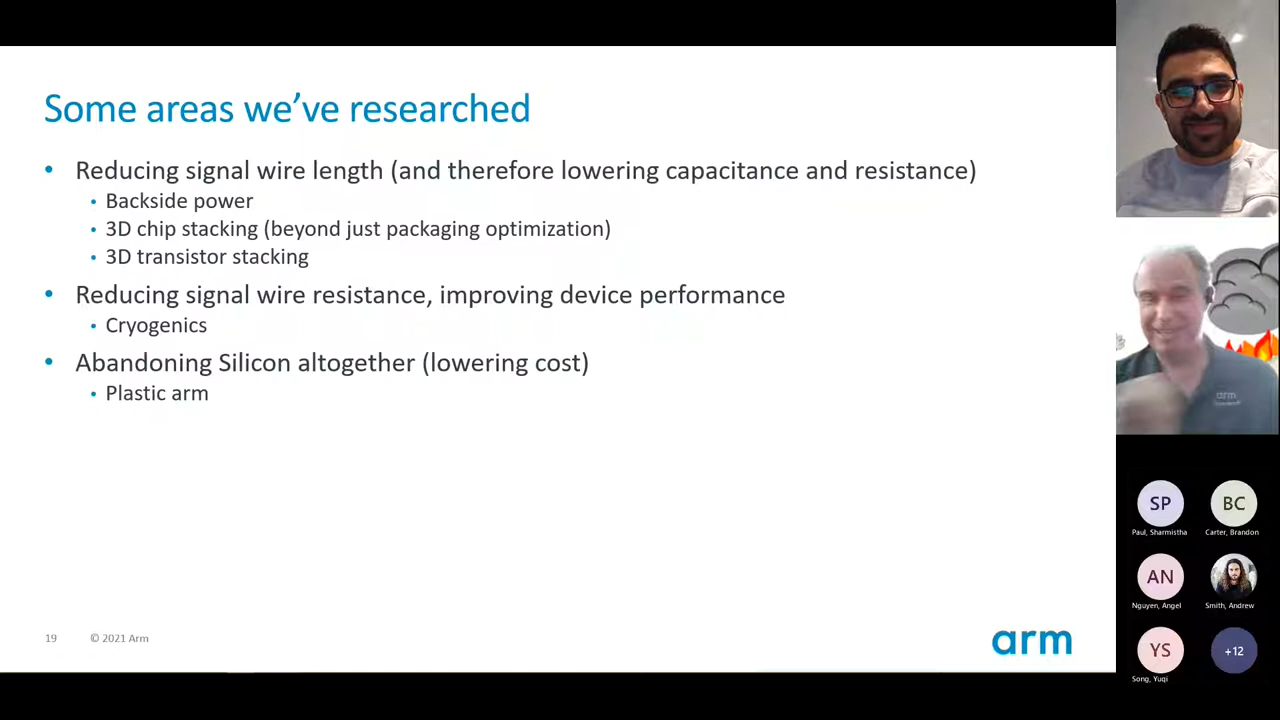 Some areas we've researched
• Reducing signal wire length (and therefore lowering capacitance and resistance)
• Backside power
• 3D chip stacking (beyond just packaging optimization)
• 3D transistor stacking
• Reducing signal wire resistance, improving device performance
• Cryogenics
• Abandoning Silicon altogether (lowering cost)
• Plastic arm
19 © 2021 Arm
arm
arm
SP BC
Paul, Sharmistha Carter, Brandon
AN
Nguyen, Angel Smith, Andrew
YS +12
Song, Yuqi